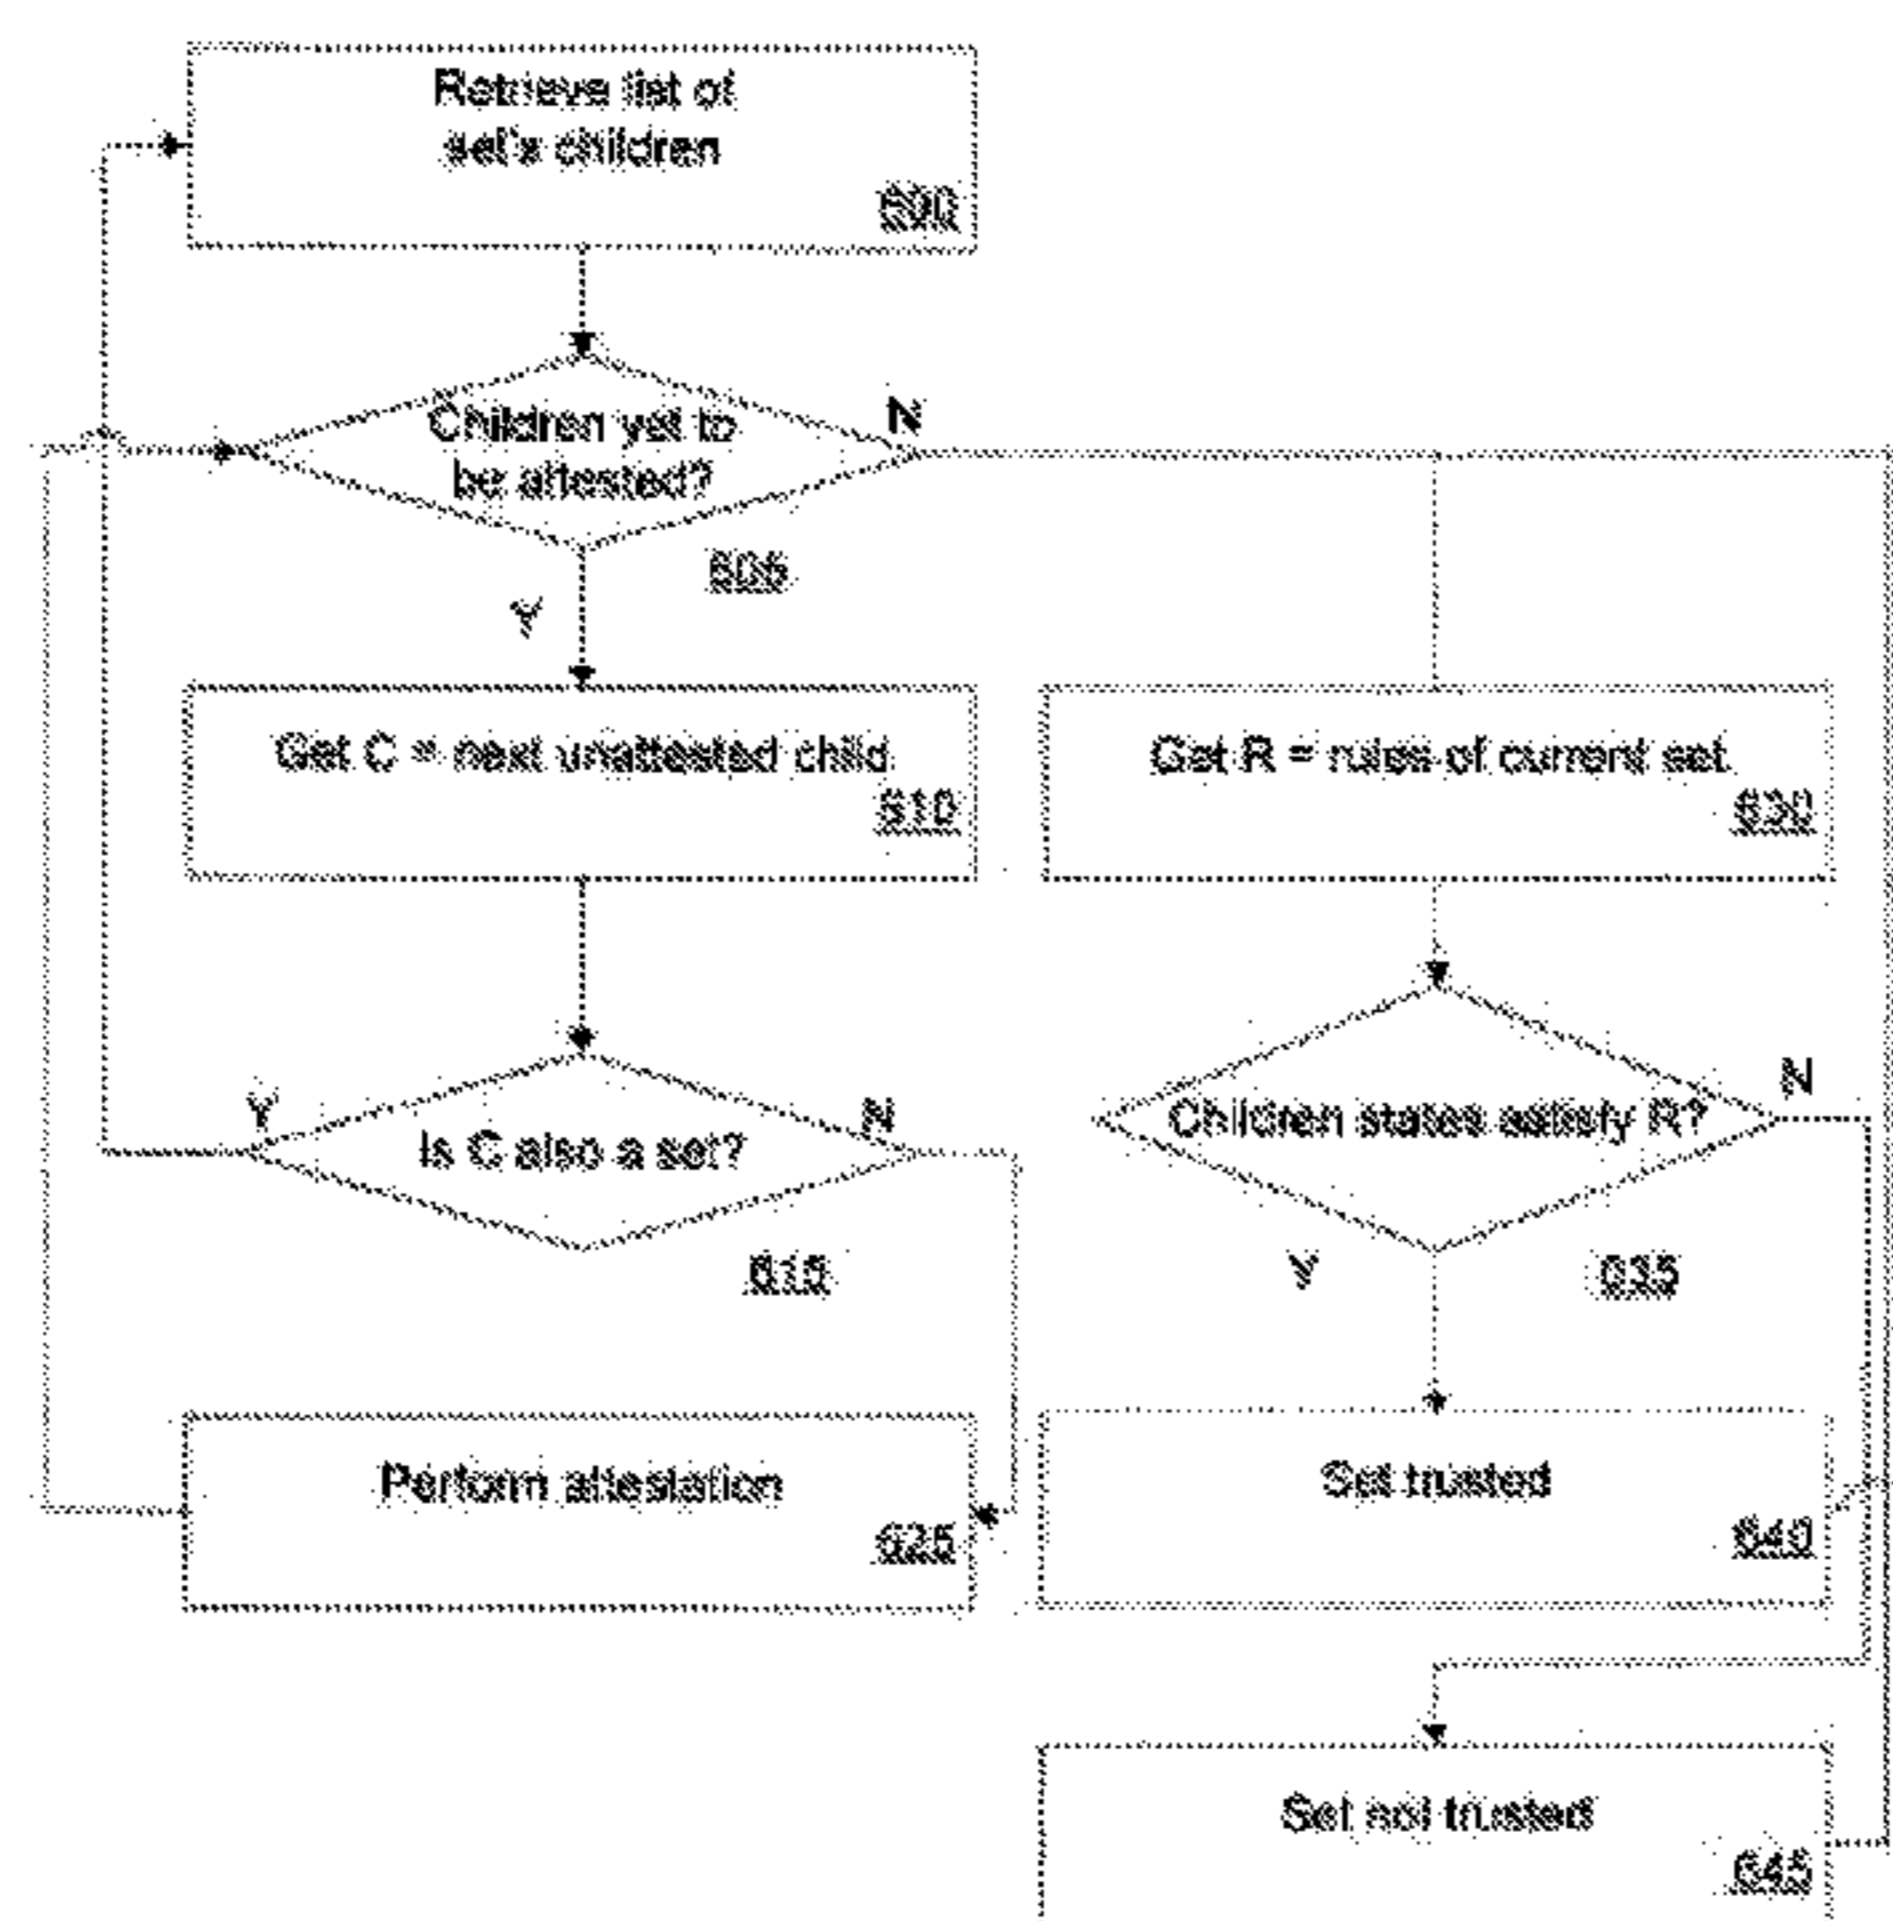 Retrieve list of
set's children
600
Children yet to
be attested?
N
605
Y
Get C = next unattested child
610
Get R = rules of current set
630
Is C also a set?
Y
N
615
Children states satisfy R?
N
Y
635
Perform attestation
625
Set trusted
640
Set not trusted
645